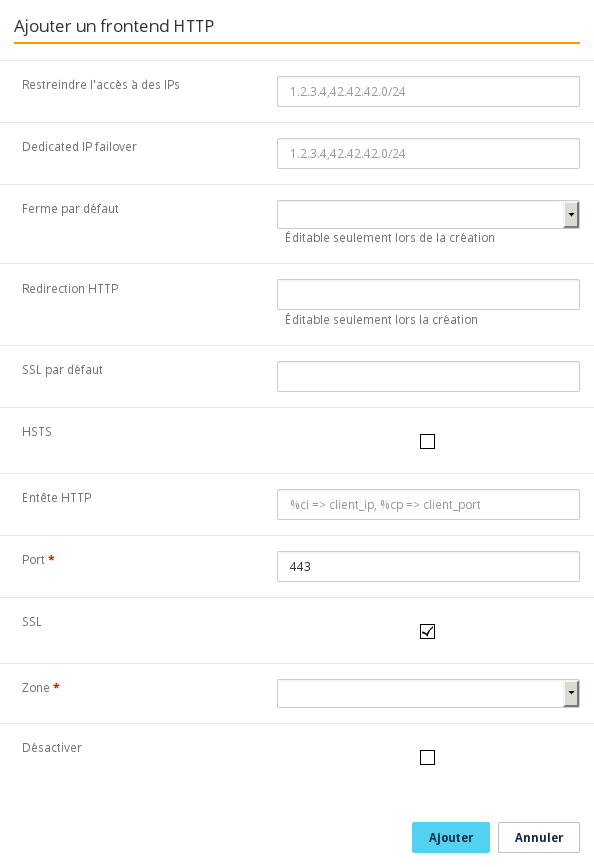 Ajouter un frontend HTTP
Restreindre l'accès à des IPs
1.2.3.4,42.42.42.0/24
Dedicated IP failover
1.2.3.4,42.42.42.0/24
Ferme par défaut
Éditable seulement lors de la création
Redirection HTTP
Éditable seulement lors la création
SSL par défaut
HSTS
Entête HTTP
%ci => client_ip, %cp => client_port
Port *
443
SSL
Zone *
Désactiver
Ajouter
Annuler